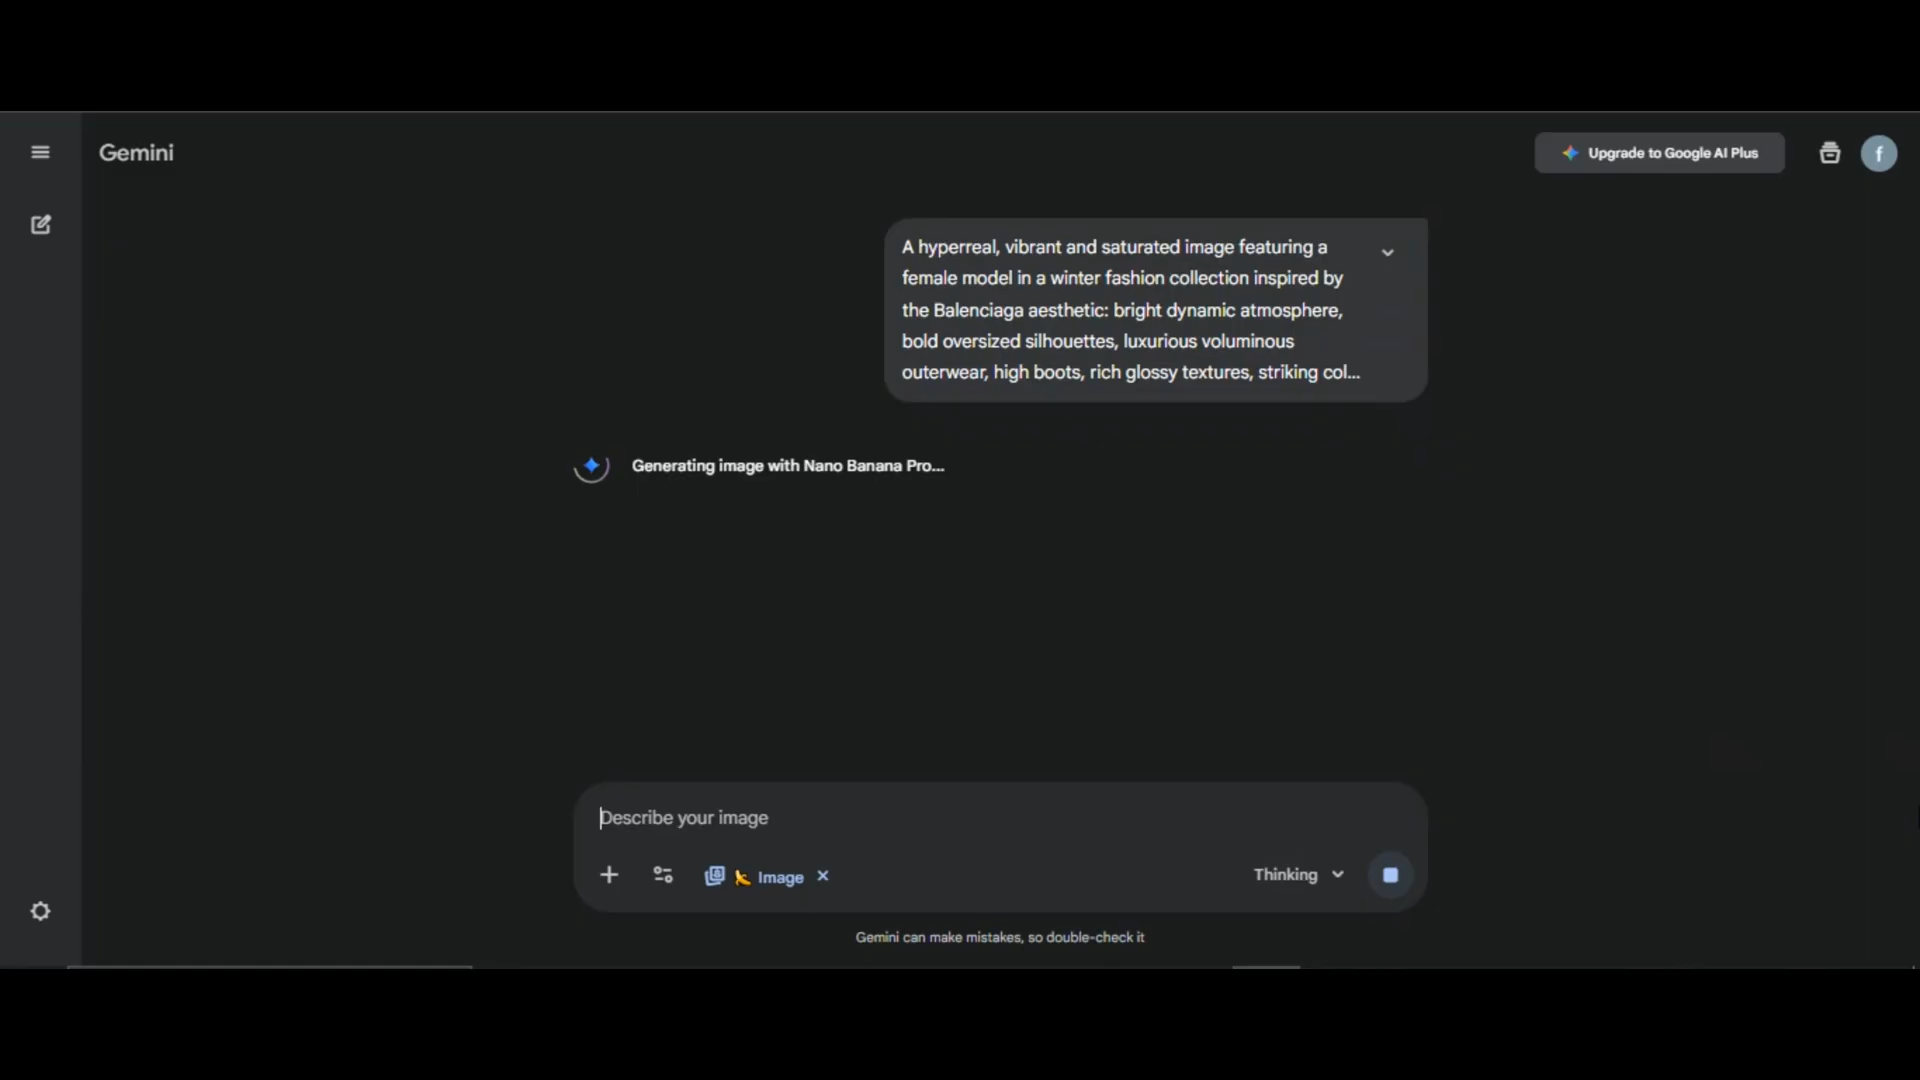 Gemini
Upgrade to Google AI Plus
f
A hyperreal, vibrant and saturated image featuring a
female model in a winter fashion collection inspired by
the Balenciaga aesthetic: bright dynamic atmosphere,
bold oversized silhouettes, luxurious voluminous
outerwear, high boots, rich glossy textures, striking col...
Generating image with Nano Banana Pro...
Describe your image
Image
Thinking
Gemini can make mistakes, so double-check it